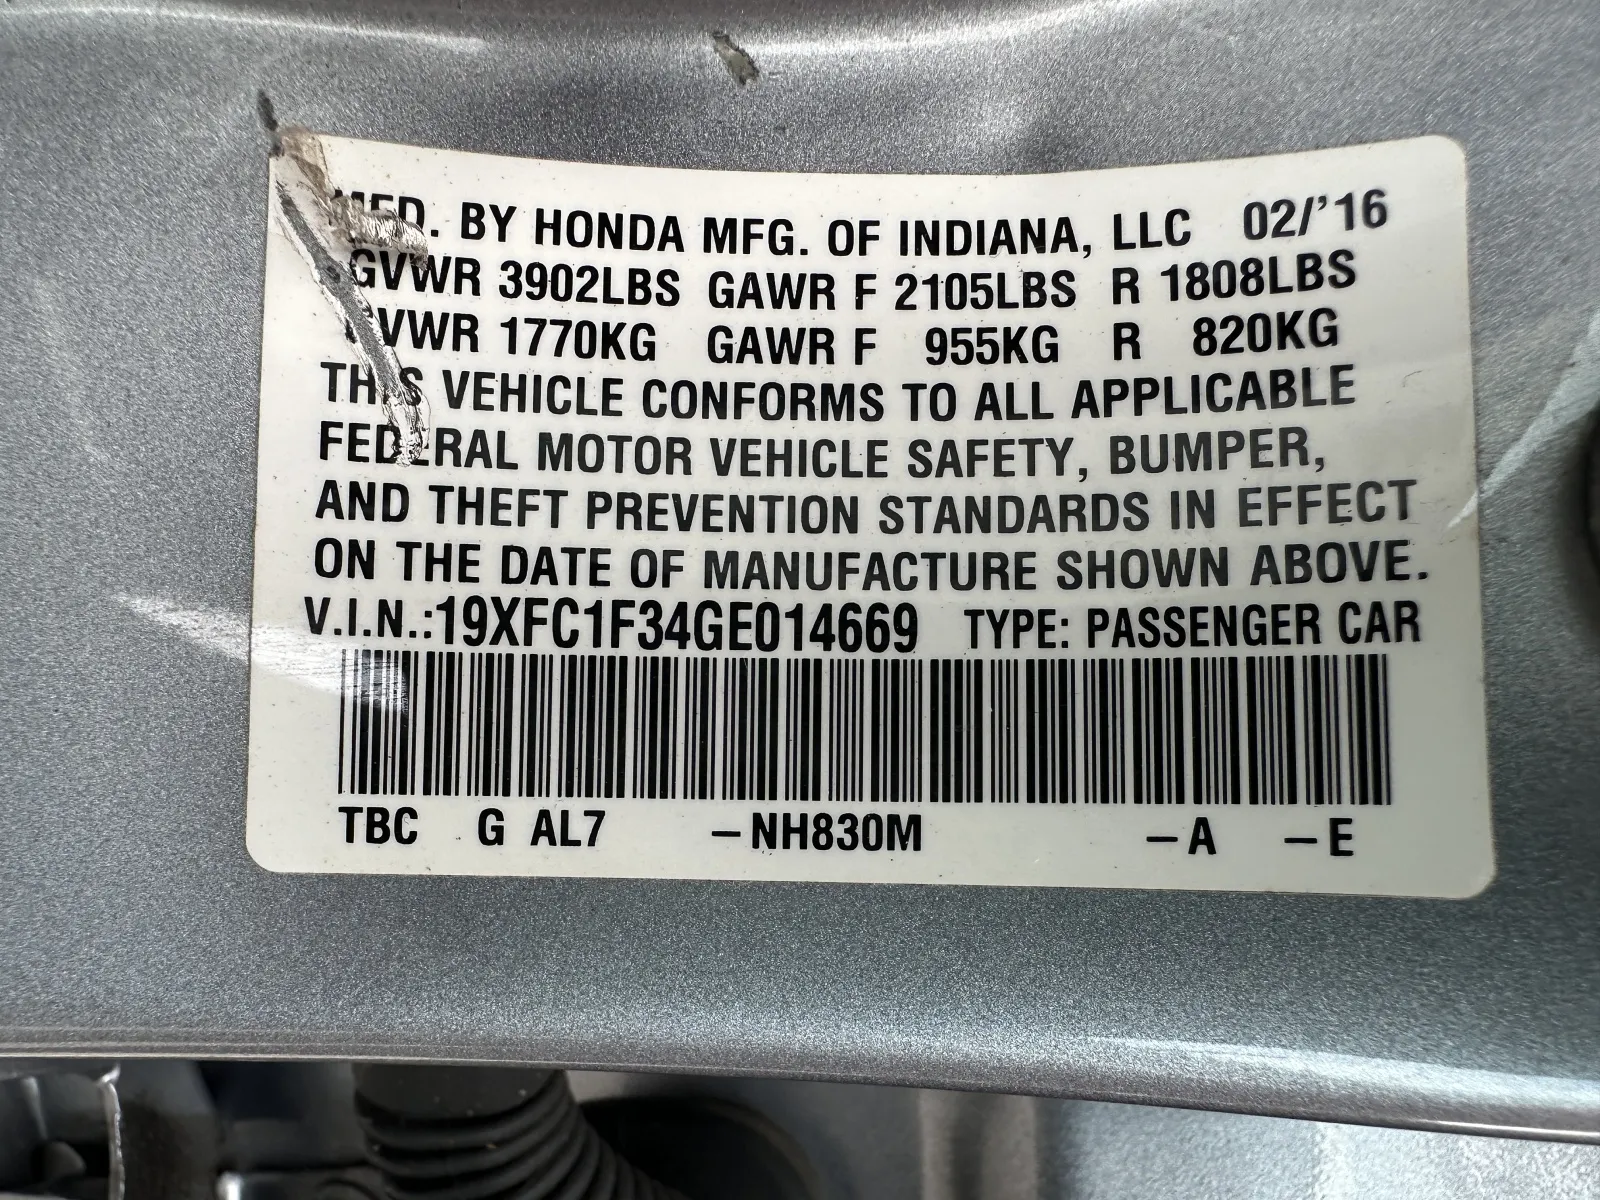 MFD. BY HONDA MFG. OF INDIANA, LLC 02/'16
GVWR 3902LBS GAWR F 2105LBS R 1808LBS
GVWR 1770KG GAWR F 955KG R 820KG
THIS VEHICLE CONFORMS TO ALL APPLICABLE
FEDERAL MOTOR VEHICLE SAFETY, BUMPER,
AND THEFT PREVENTION STANDARDS IN EFFECT
ON THE DATE OF MANUFACTURE SHOWN ABOVE.
V.I.N.:19XFC1F34GE014669 TYPE: PASSENGER CAR
TBC G AL7 –NH830M –A –E